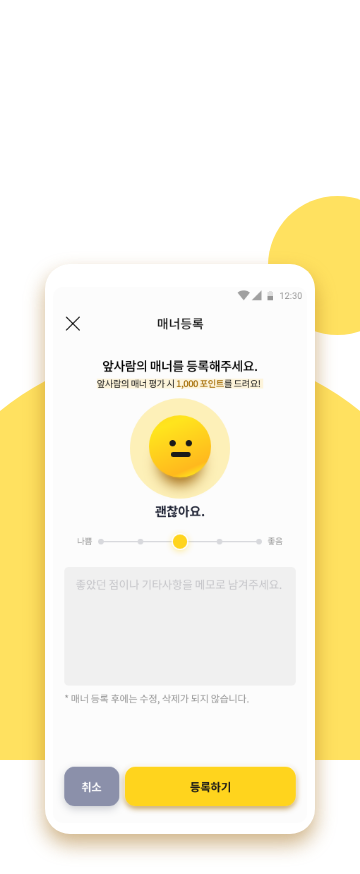 12:30
매너등록
앞사람의 매너를 등록해주세요.
앞사람의 매너 평가 시 1,000 포인트를 드려요!
괜찮아요.
나쁨 좋음
좋았던 점이나 기타사항을 메모로 남겨주세요.
* 매너 등록 후에는 수정, 삭제가 되지 않습니다.
취소 등록하기